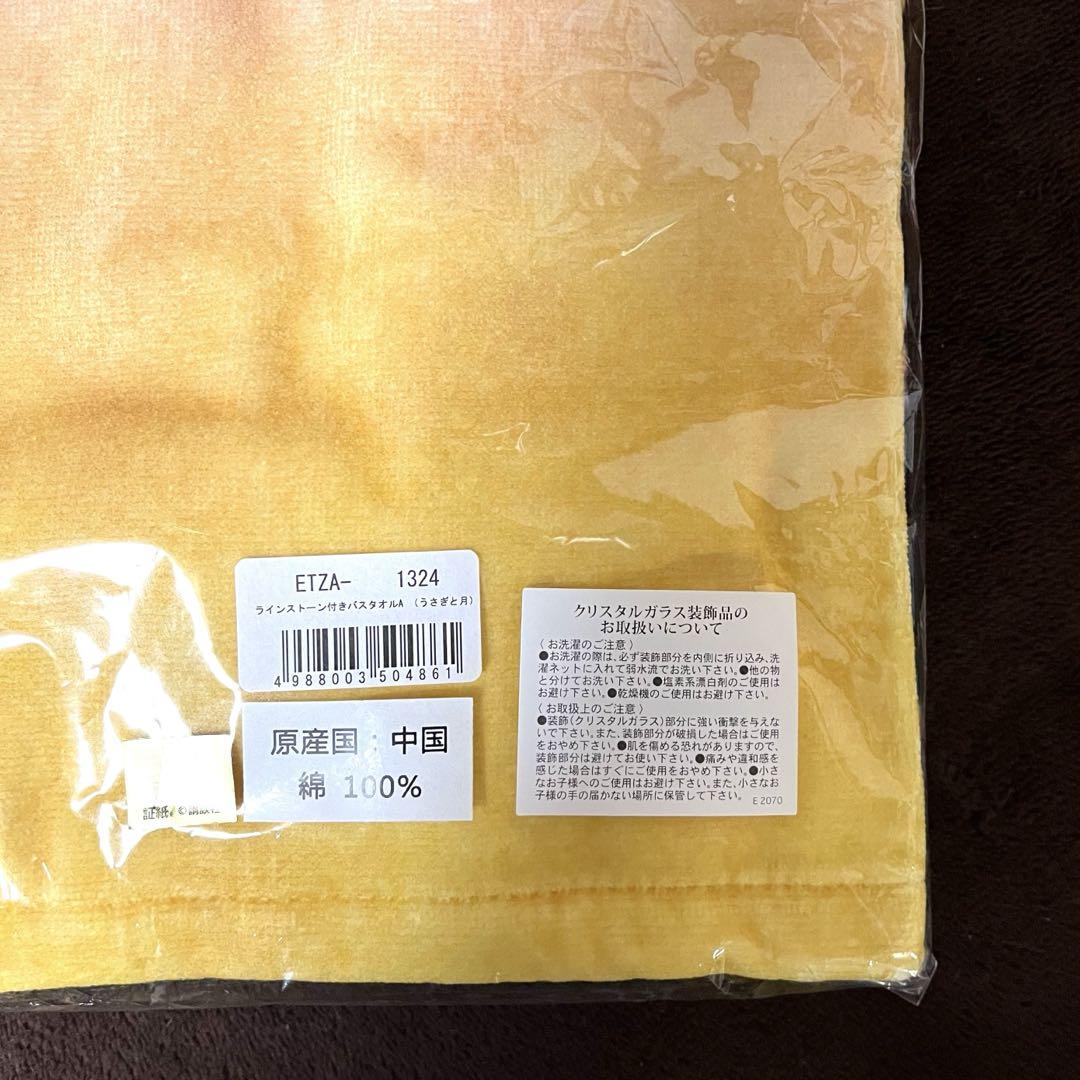 ETZA- 1324
ラインストーン付きバスタオルA （うさぎと月）
4 988003 504861
原産国 ・ 中国
綿 100%
証紙 ©講談社
クリスタルガラス装飾品の
お取扱いについて
〈 お洗濯のご注意 〉
●お洗濯の際は、必ず装飾部分を内側に折り込み、洗
濯ネットに入れて弱水流でお洗い下さい。●他の物
と分けてお洗い下さい。●塩素系漂白剤のご使用は
お避け下さい。●乾燥機のご使用はお避け下さい。
〈 お取扱上のご注意 〉
●装飾（クリスタルガラス）部分に強い衝撃を与えな
いで下さい。また、装飾部分が破損した場合はご使用
をおやめ下さい。●肌を傷める恐れがありますので、
装飾部分は避けてお使い下さい。●痛みや違和感を
感じた場合はすぐにご使用をおやめ下さい。●小さ
なお子様へのご使用はお避け下さい。また、小さなお
子様の手の届かない場所に保管して下さい。 E 2070